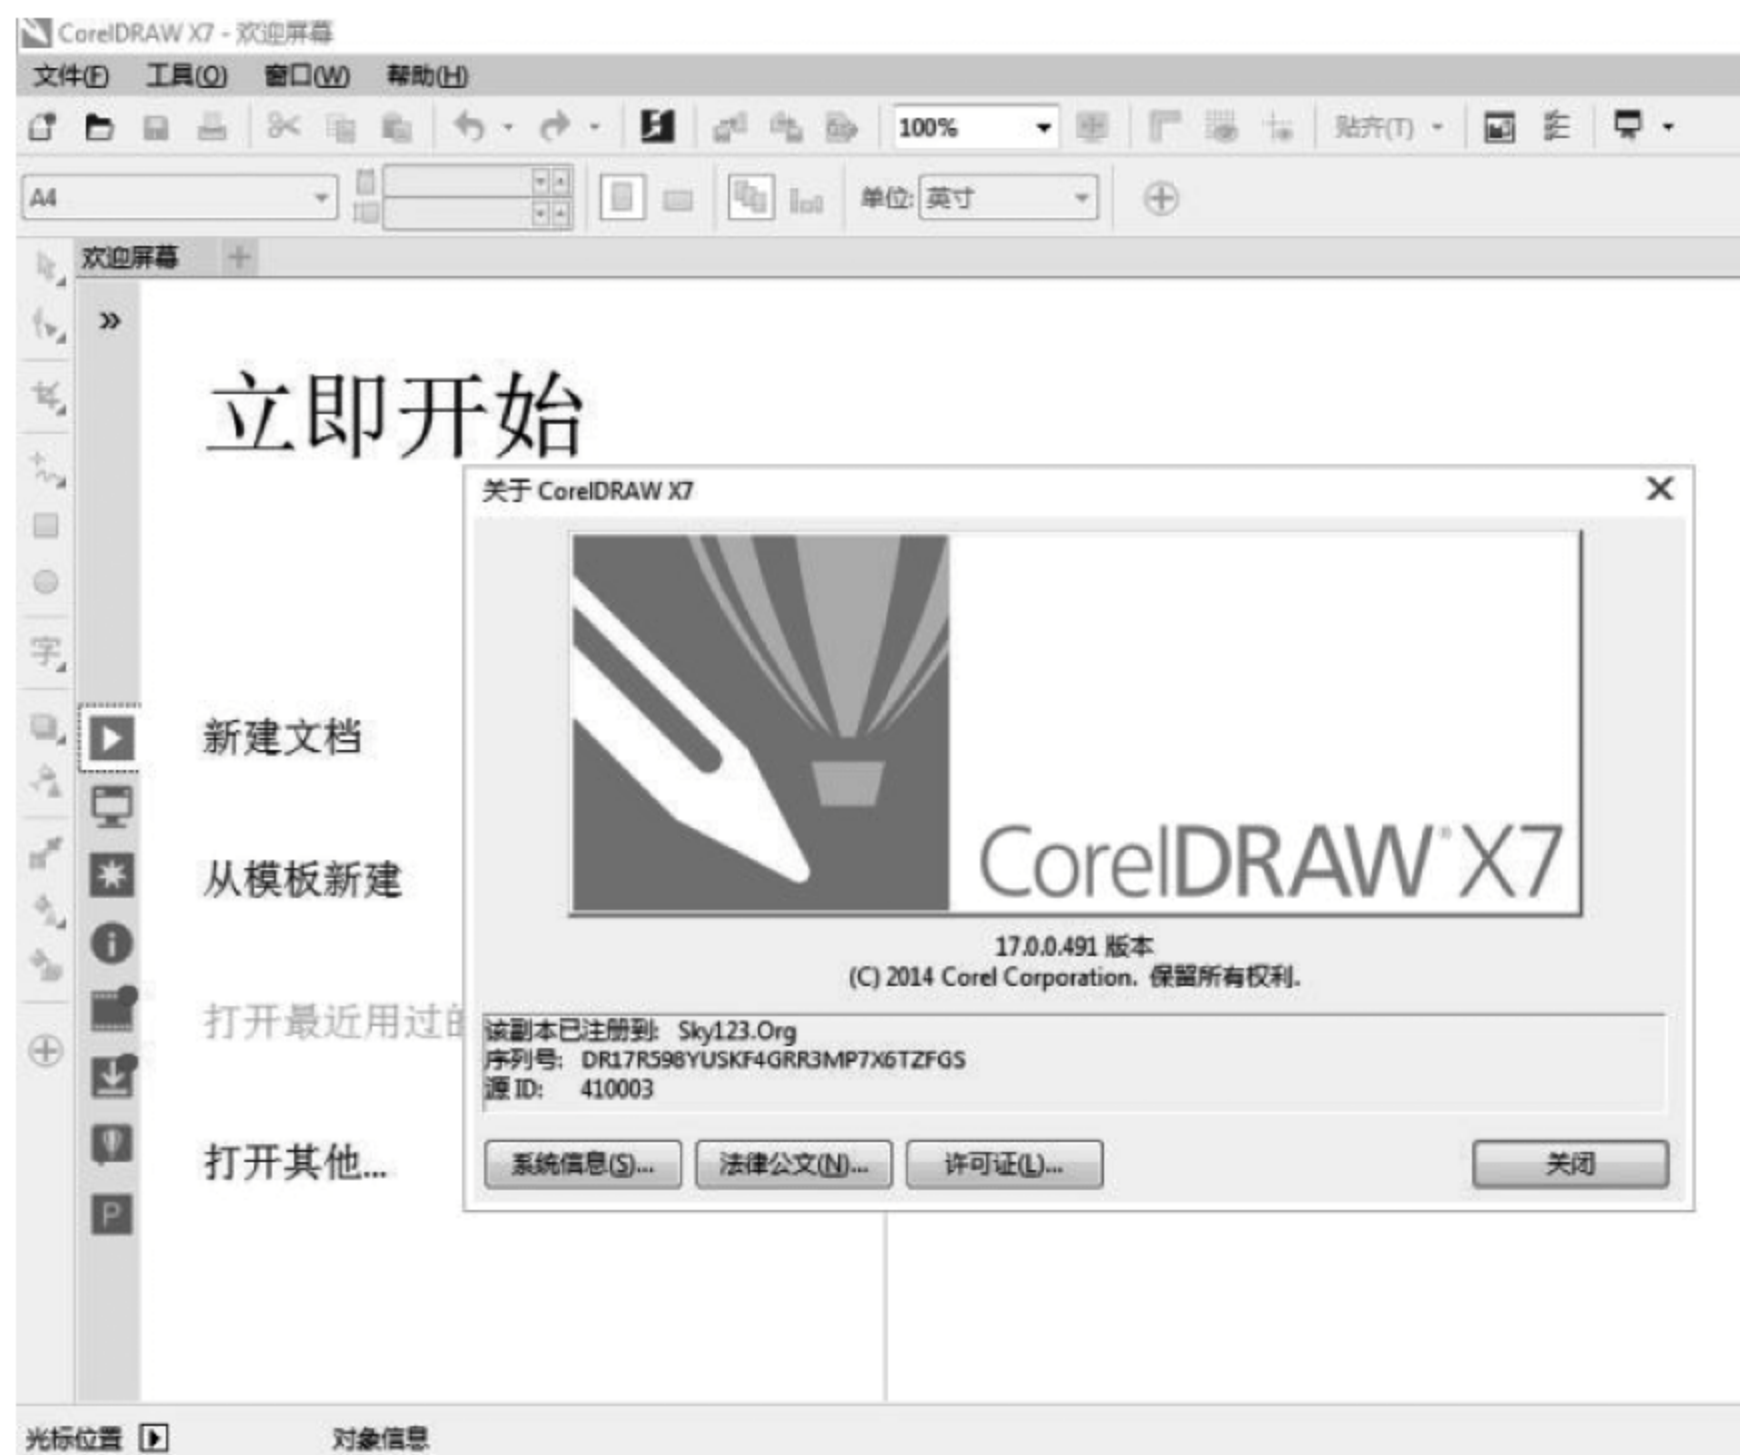 CorelDRAW X7 - 欢迎屏幕
文件(F) 工具(O) 窗口(W) 帮助(H)
100% 贴齐(T)
A4 单位: 英寸
欢迎屏幕
立即开始
字
新建文档
从模板新建
打开最近用过的
打开其他...
P
关于 CorelDRAW X7
CorelDRAW® X7
17.0.0.491 版本
(C) 2014 Corel Corporation. 保留所有权利.
该副本已注册到: Sky123.Org
序列号: DR17R598YUSKF4GRR3MP7X6TZFGS
源 ID: 410003
系统信息(S)... 法律公文(N)... 许可证(L)... 关闭
光标位置 对象信息